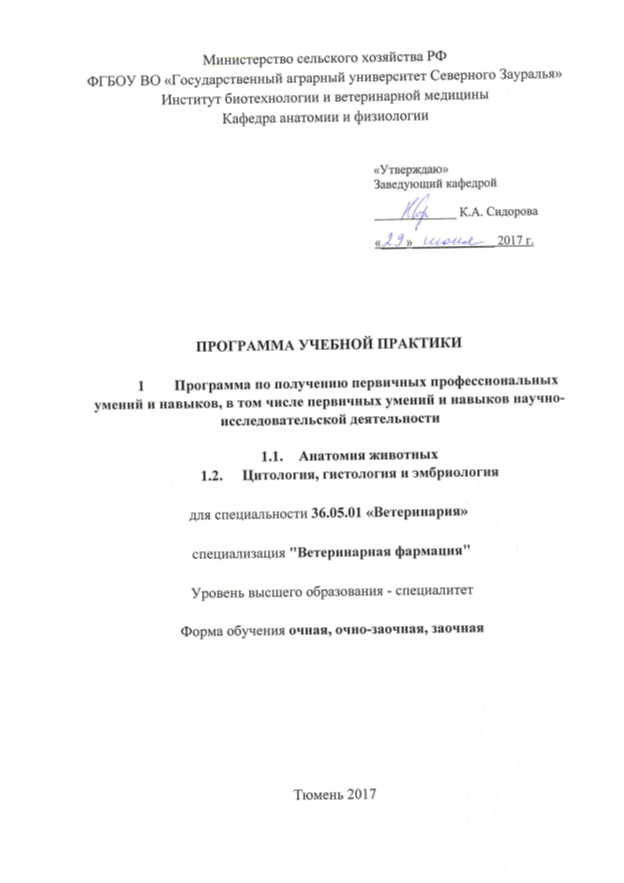 Министерство сельского хозяйства РФ
ФГБОУ ВО «Государственный аграрный университет Северного Зауралья»
Институт биотехнологии и ветеринарной медицины
Кафедра анатомии и физиологии
«Утверждаю»
Заведующий кафедрой
К.А. Сидорова
«29» июня 2017 г.
ПРОГРАММА УЧЕБНОЙ ПРАКТИКИ
1 Программа по получению первичных профессиональных
умений и навыков, в том числе первичных умений и навыков научно-
исследовательской деятельности
1.1. Анатомия животных
1.2. Цитология, гистология и эмбриология
для специальности 36.05.01 «Ветеринария»
специализация "Ветеринарная фармация"
Уровень высшего образования - специалитет
Форма обучения очная, очно-заочная, заочная
Тюмень 2017